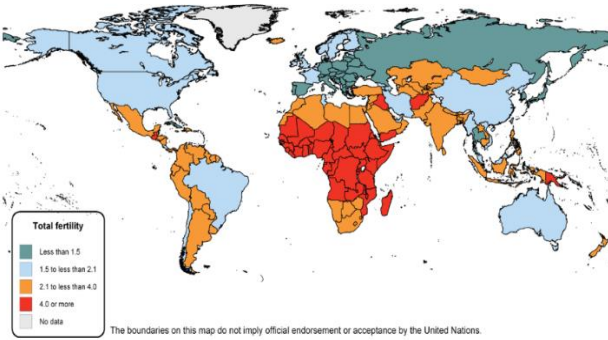 Total fertility
Less than 1.5
1.5 to less than 2.1
2.1 to less than 4.0
4.0 or more
No data
The boundaries on this map do not imply official endorsement or acceptance by the United Nations.